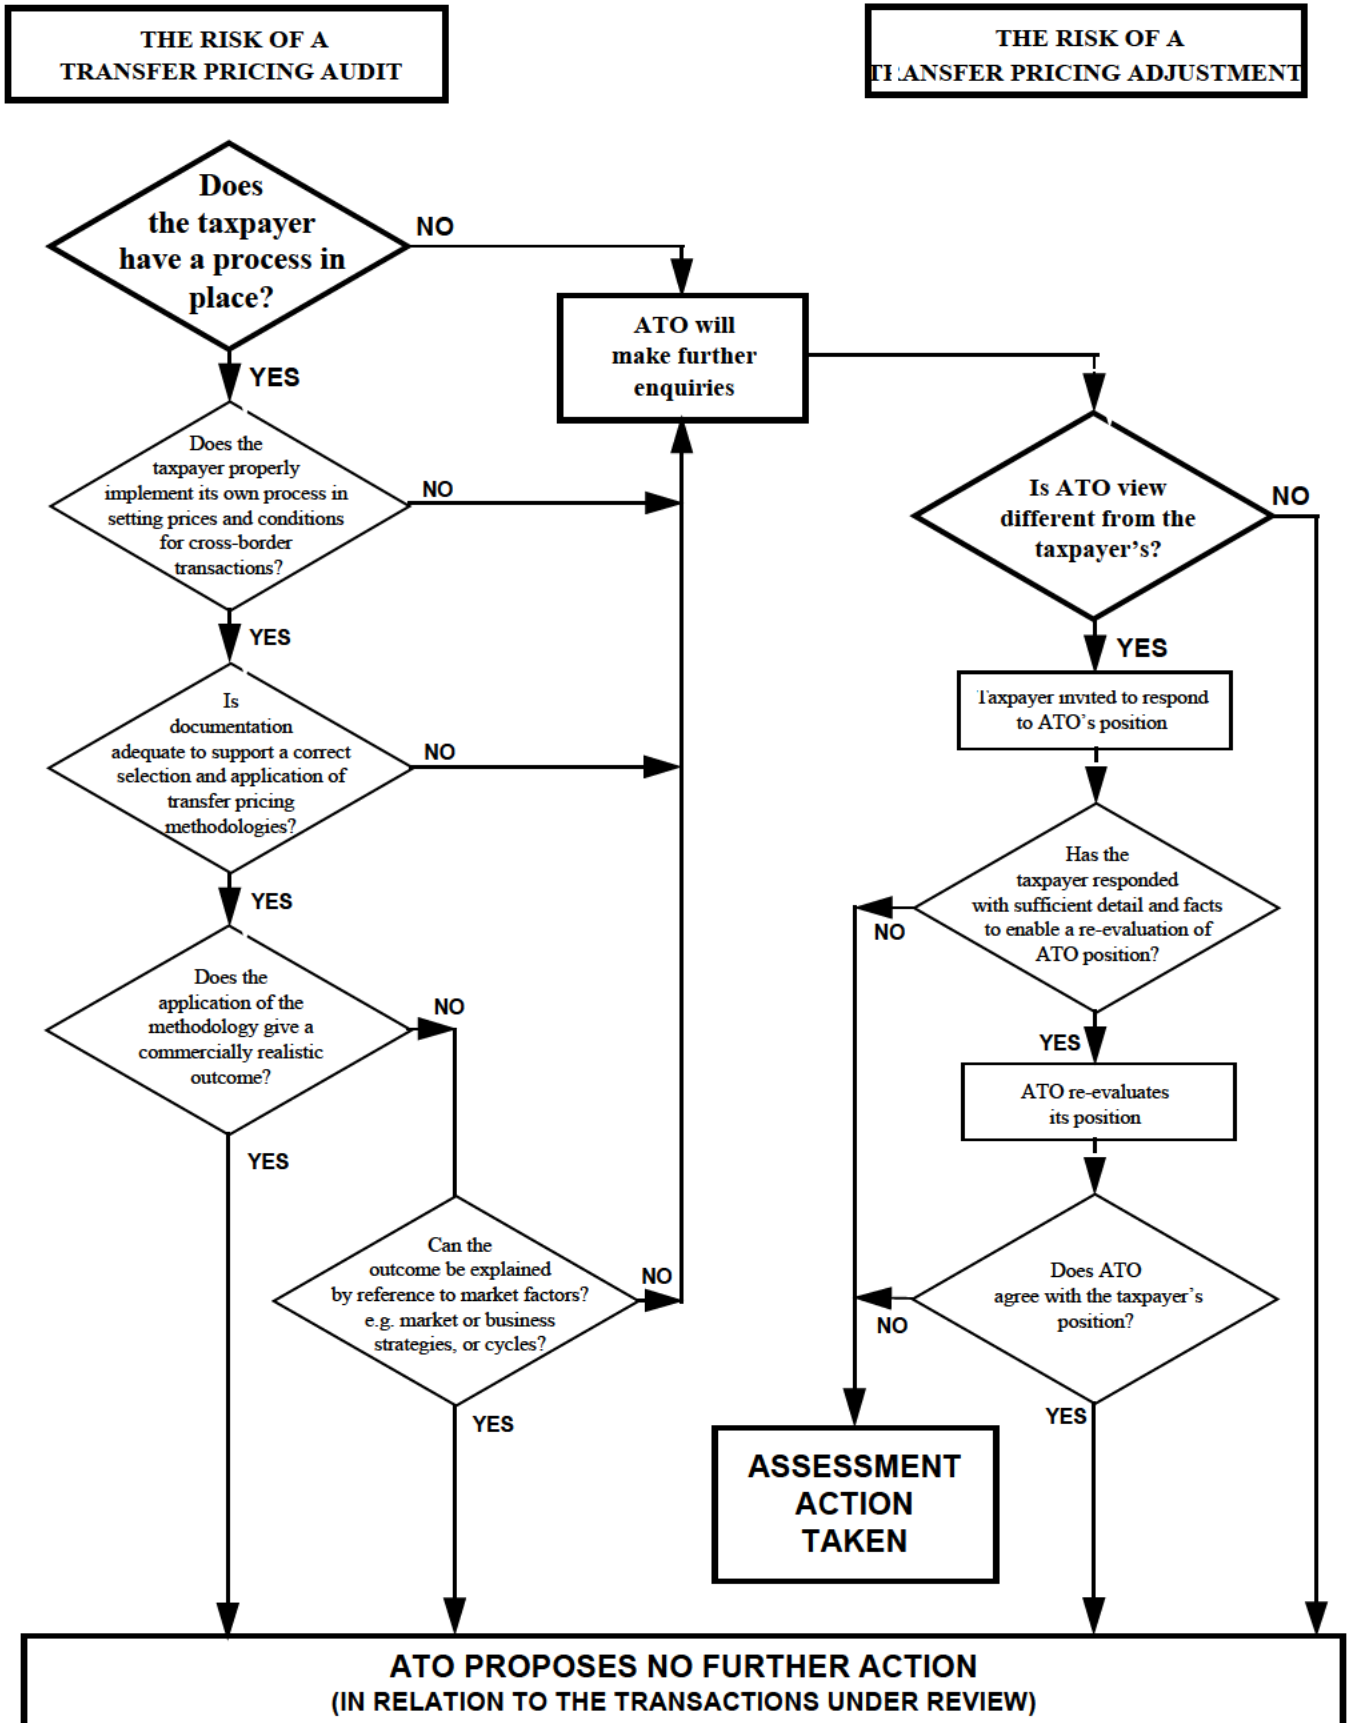 THE RISK OF A
TRANSFER PRICING AUDIT
THE RISK OF A
TRANSFER PRICING ADJUSTMENT
Does
the taxpayer
have a process in
place?
NO
YES
ATO will
make further
enquiries
Does the
taxpayer properly
implement its own process in
setting prices and conditions
for cross-border
transactions?
NO
YES
Is
documentation
adequate to support a correct
selection and application of
transfer pricing
methodologies?
NO
YES
Does the
application of the
methodology give a
commercially realistic
outcome?
NO
YES
Can the
outcome be explained
by reference to market factors?
e.g. market or business
strategies, or cycles?
NO
YES
Is ATO view
different from the
taxpayer's?
NO
YES
Taxpayer invited to respond
to ATO's position
Has the
taxpayer responded
with sufficient detail and facts
to enable a re-evaluation of
ATO position?
NO
YES
ATO re-evaluates
its position
Does ATO
agree with the taxpayer's
position?
NO
YES
ASSESSMENT
ACTION
TAKEN
ATO PROPOSES NO FURTHER ACTION
(IN RELATION TO THE TRANSACTIONS UNDER REVIEW)